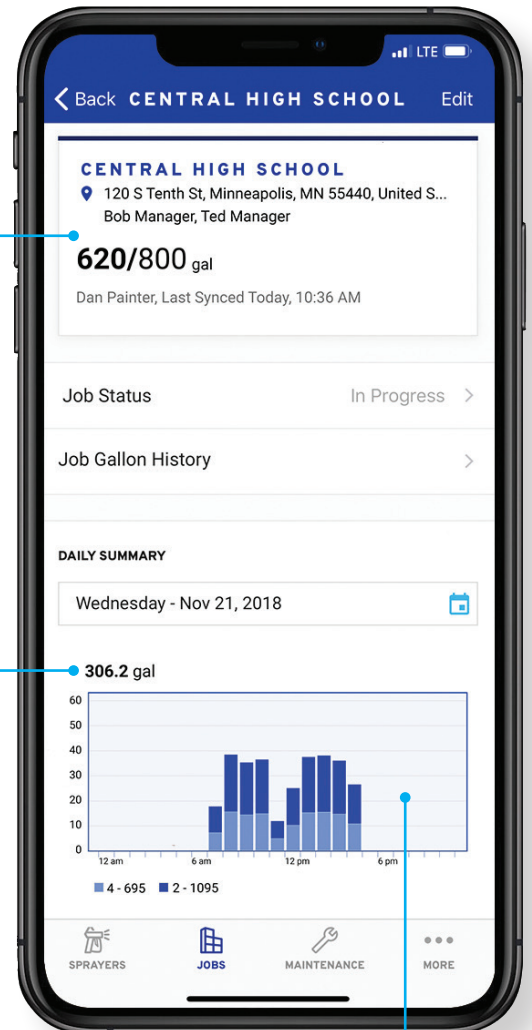 LTE
Back CENTRAL HIGH SCHOOL Edit
CENTRAL HIGH SCHOOL
120 S Tenth St, Minneapolis, MN 55440, United S...
Bob Manager, Ted Manager
620/800 gal
Dan Painter, Last Synced Today, 10:36 AM
Job Status In Progress
Job Gallon History
DAILY SUMMARY
Wednesday - Nov 21, 2018
306.2 gal
60
50
40
30
20
10
0
12 am 6 am 12 pm 6 pm
4 - 695 2 - 1095
SPRAYERS JOBS MAINTENANCE MORE